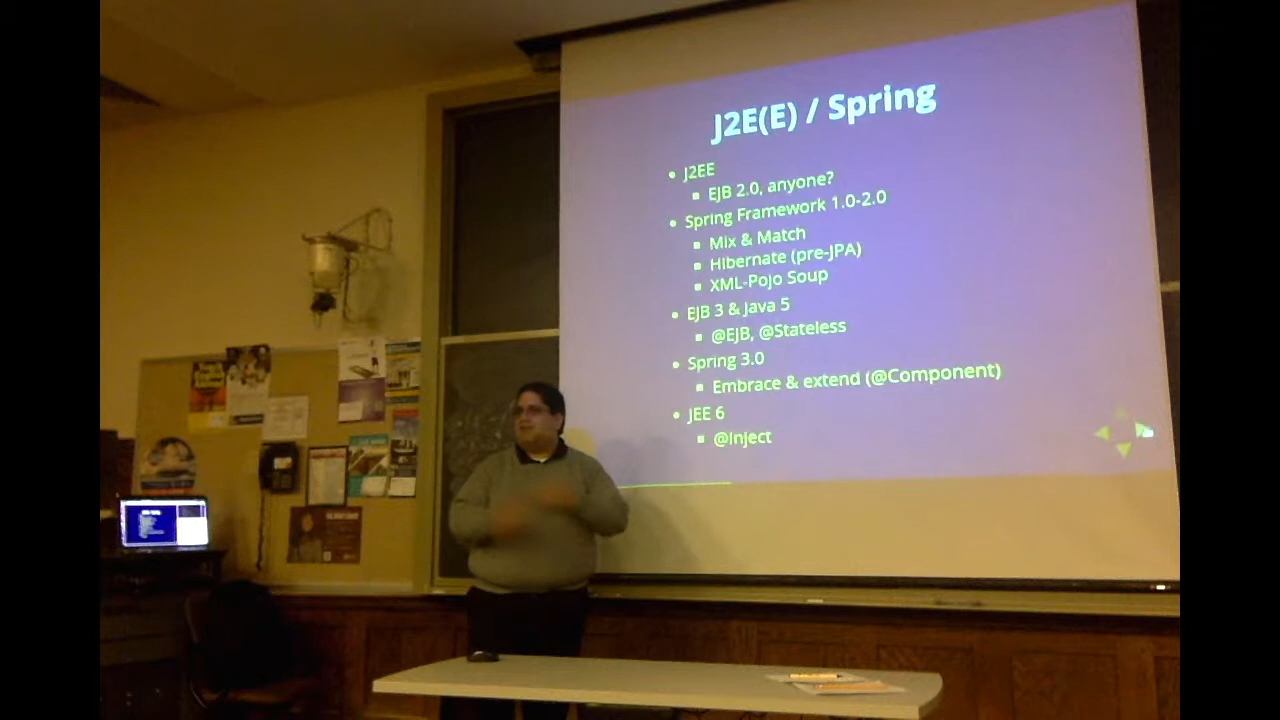 J2E(E) / Spring
J2EE
EJB 2.0, anyone?
Spring Framework 1.0-2.0
Mix & Match
Hibernate (pre-JPA)
XML-Pojo Soup
EJB 3 & Java 5
@EJB, @Stateless
Spring 3.0
Embrace & extend (@Component)
JEE 6
@Inject